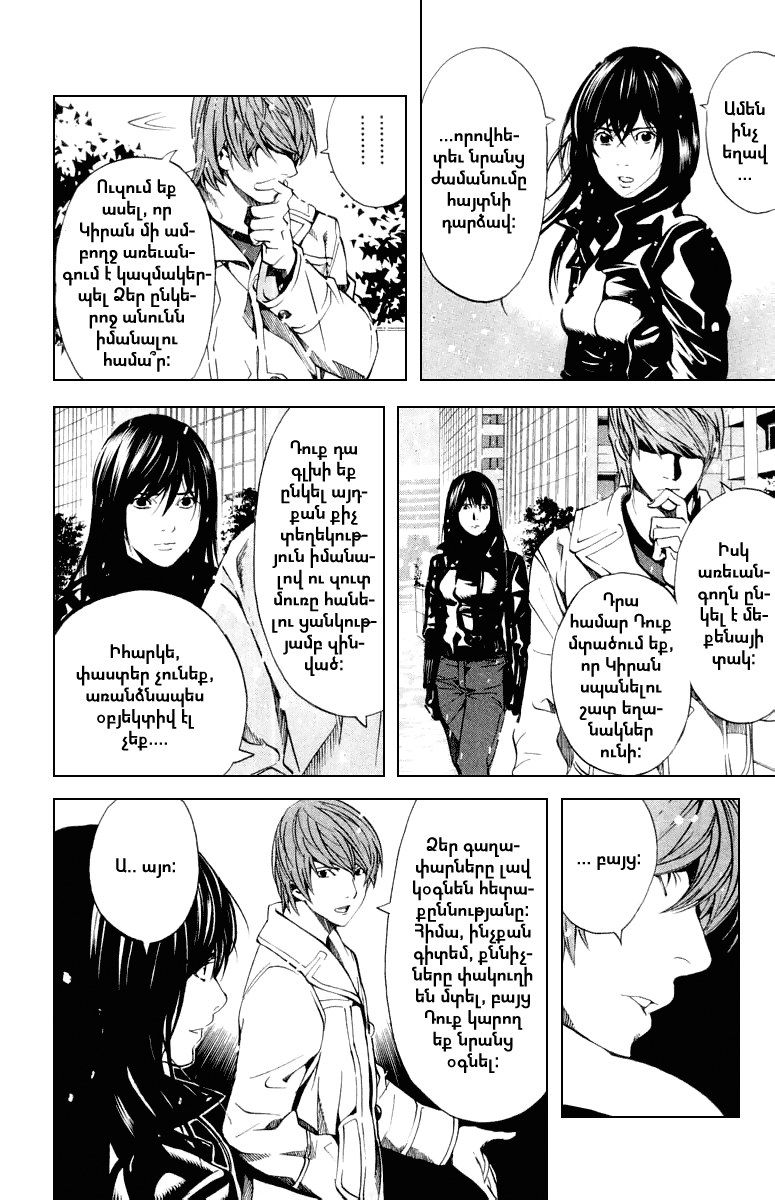 Ամեն
ինչ
եղավ
...
...որովհե-
տեւ նրանց
ժամանումը
հայտնի
դարձավ:
.......
.......
Ուզում եք
ասել, որ
Կիրան մի ամ-
բողջ առեւան-
գում է կազմակեր-
պել Ձեր ընկե-
րոջ անունն
իմանալու
համա՞ր:
Իսկ
առեւան-
գողն ըն-
կել է մե-
քենայի
տակ:
Դրա
համար Դուք
մտածում եք,
որ Կիրան
սպանելու
շատ եղա-
նակներ
ունի:
Դուք դա
գլխի եք
ընկել այդ-
քան քիչ
տեղեկութ-
յուն իմանա-
լով ու զուտ
մուռը հանե-
լու ցանկութ-
յամբ զին-
ված:
Իհարկե,
փաստեր չունեք,
առանձնապես
օբյեկտիվ էլ
չեք....
... բայց:
Ձեր գաղա-
փարները լավ
կօգնեն հետա-
քըննությանը:
Հիմա, ինչքան
գիտեմ, քննիչ-
ները փակուղի
են մտել, բայց
Դուք կարող
եք նրանց
օգնել:
Ա.. այո: